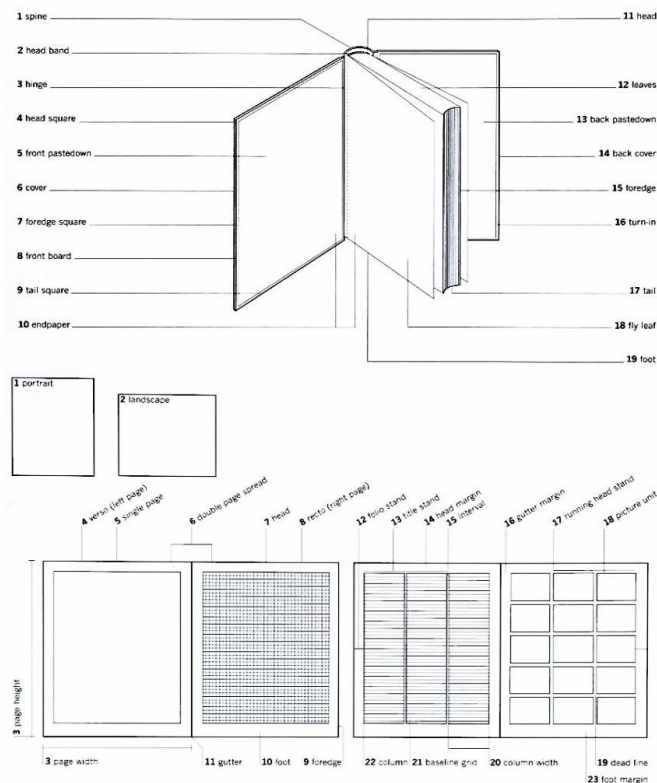 1 spine
2 head band
3 hinge
4 head square
5 front pastedown
6 cover
7 foredge square
8 front board
9 tail square
10 endpaper
11 head
12 leaves
13 back pastedown
14 back cover
15 foredge
16 turn-in
17 tail
18 fly leaf
19 foot
1 portrait
2 landscape
4 verso (left page)
5 single page
6 double page spread
7 head
8 recto (right page)
12 folio stand
13 title stand
14 head margin
15 interval
16 gutter margin
17 running head stand
18 picture unit
3 page height
3 page width
11 gutter
10 foot
9 foredge
22 column
21 baseline grid
20 column width
19 dead line
23 foot margin